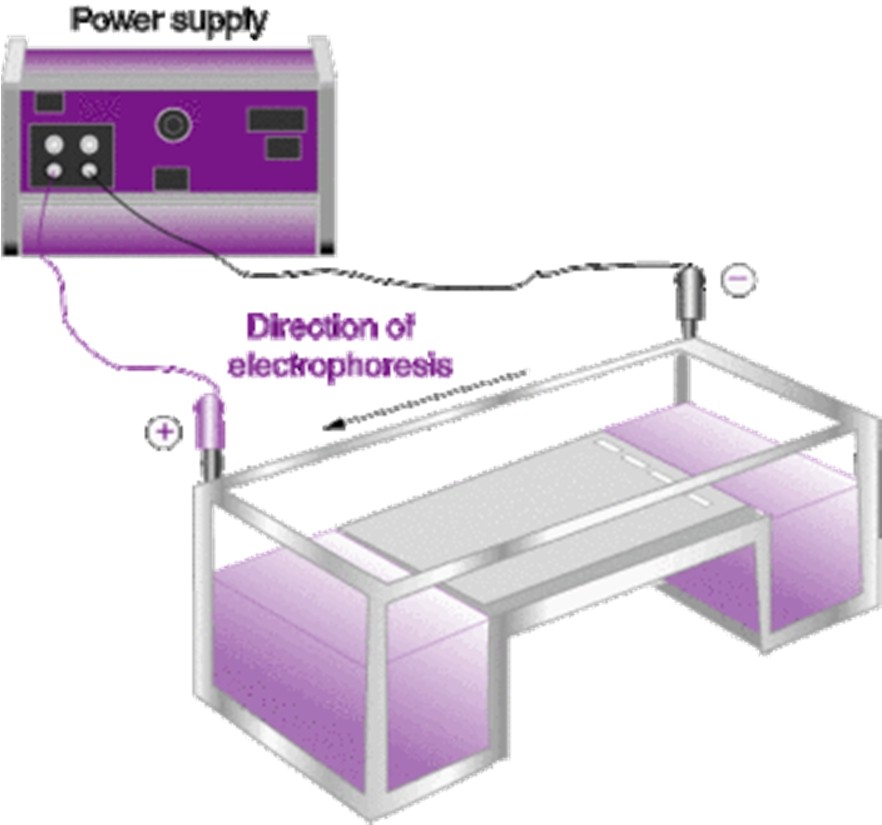 Power supply
−
Direction of
electrophoresis
+